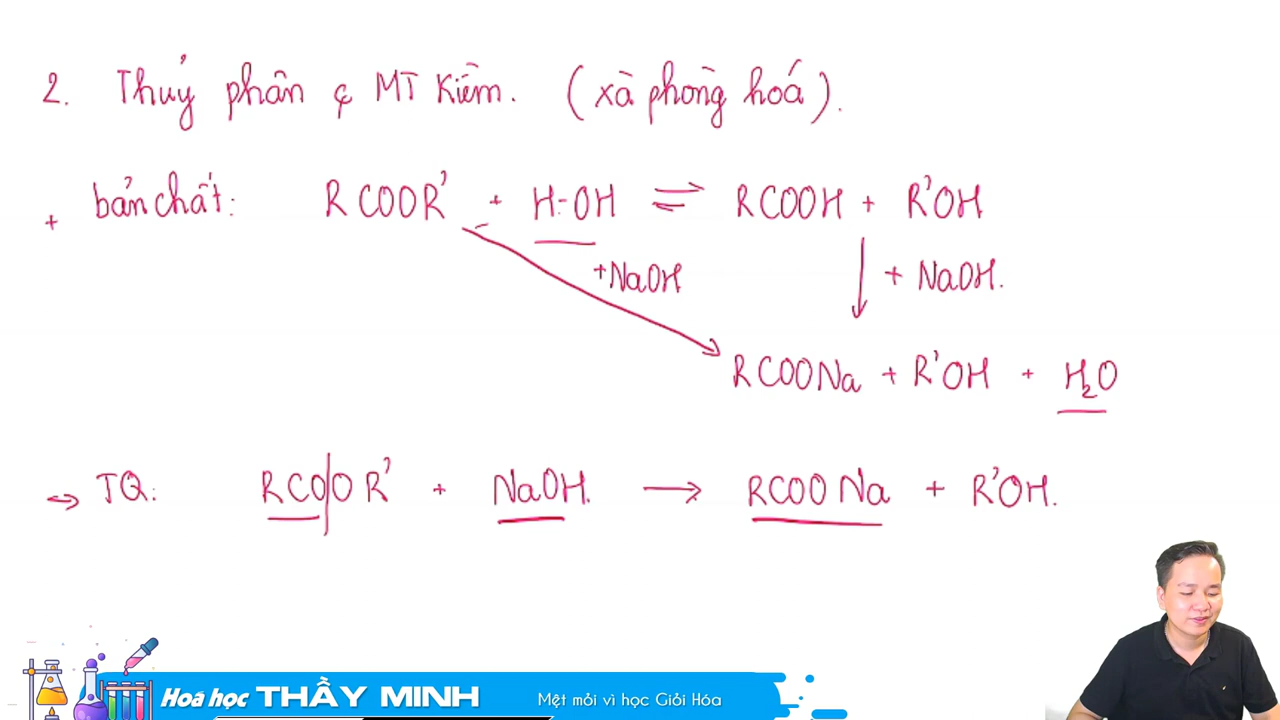 2. Thuỷ phân ç MT Kiềm. (xà phòng hoá).
+ bản chất: RCOOR' + H-OH ⇌ RCOOH + R'OH
+NaOH ↓ + NaOH.
RCOONa + R'OH + H₂O
→ TQ: RCOOR' + NaOH. → RCOONa + R'OH.
Hoá học THẦY MINH Mệt mỏi vì học Giỏi Hóa